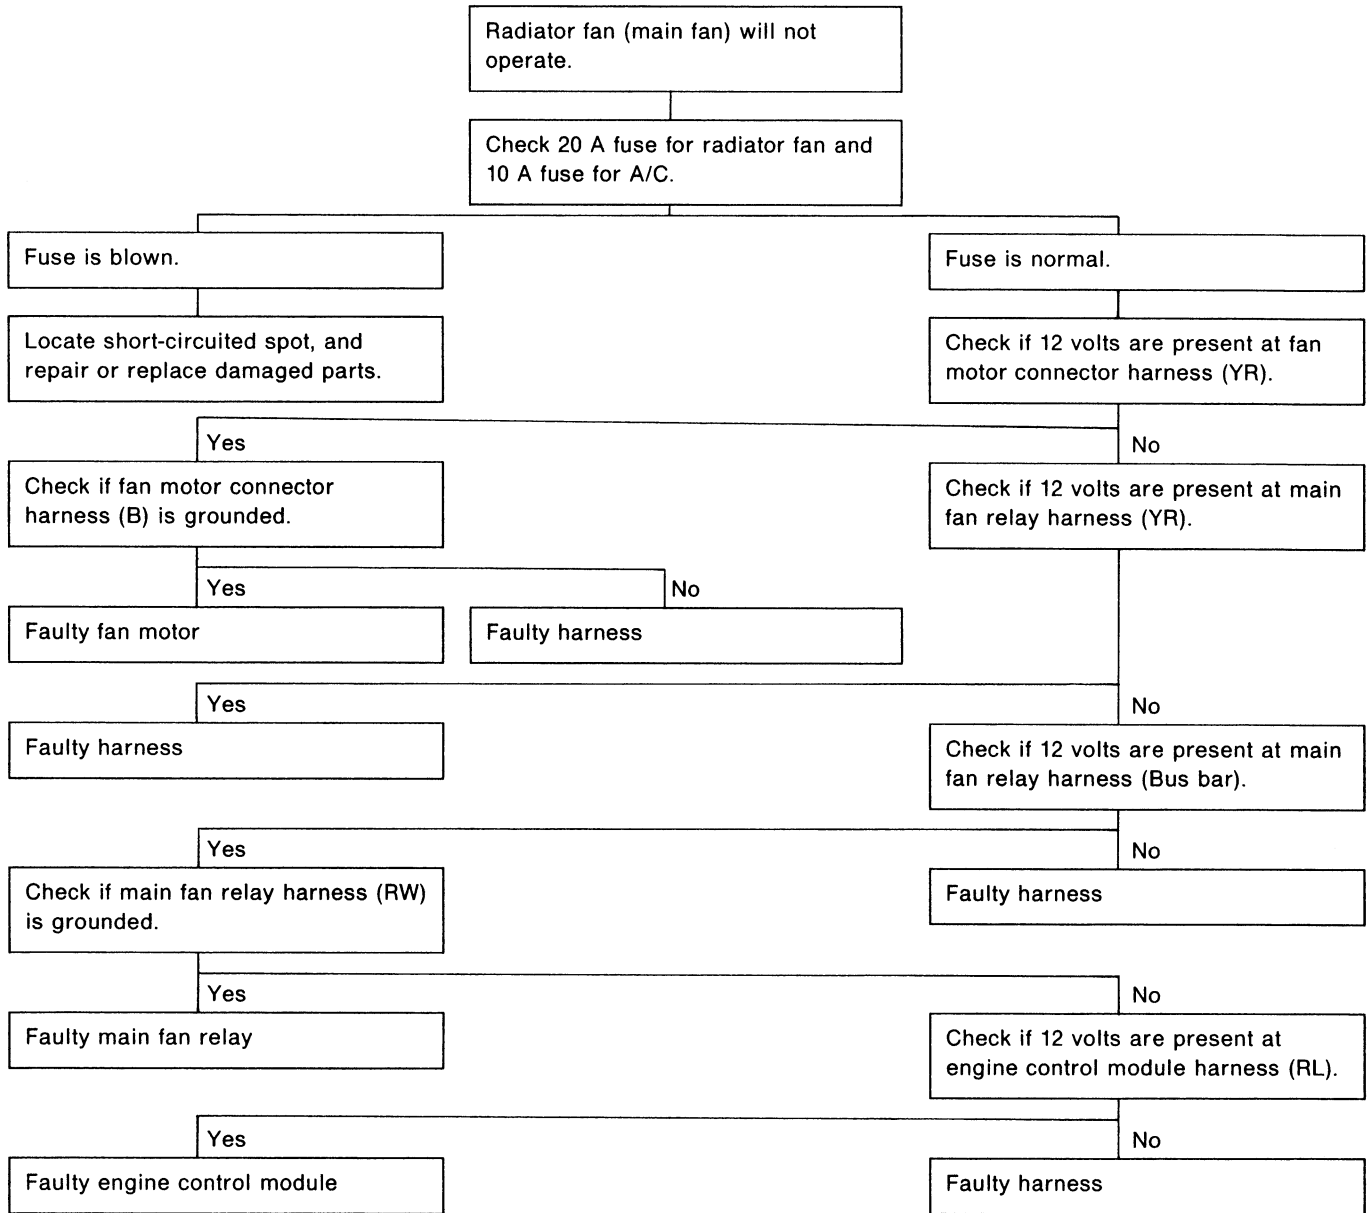 Radiator fan (main fan) will not
operate.
Check 20 A fuse for radiator fan and
10 A fuse for A/C.
Fuse is blown.
Fuse is normal.
Locate short-circuited spot, and
repair or replace damaged parts.
Check if 12 volts are present at fan
motor connector harness (YR).
Yes
No
Check if fan motor connector
harness (B) is grounded.
Check if 12 volts are present at main
fan relay harness (YR).
Yes
No
Faulty fan motor
Faulty harness
Yes
No
Faulty harness
Check if 12 volts are present at main
fan relay harness (Bus bar).
Yes
No
Check if main fan relay harness (RW)
is grounded.
Faulty harness
Yes
No
Faulty main fan relay
Check if 12 volts are present at
engine control module harness (RL).
Yes
No
Faulty engine control module
Faulty harness